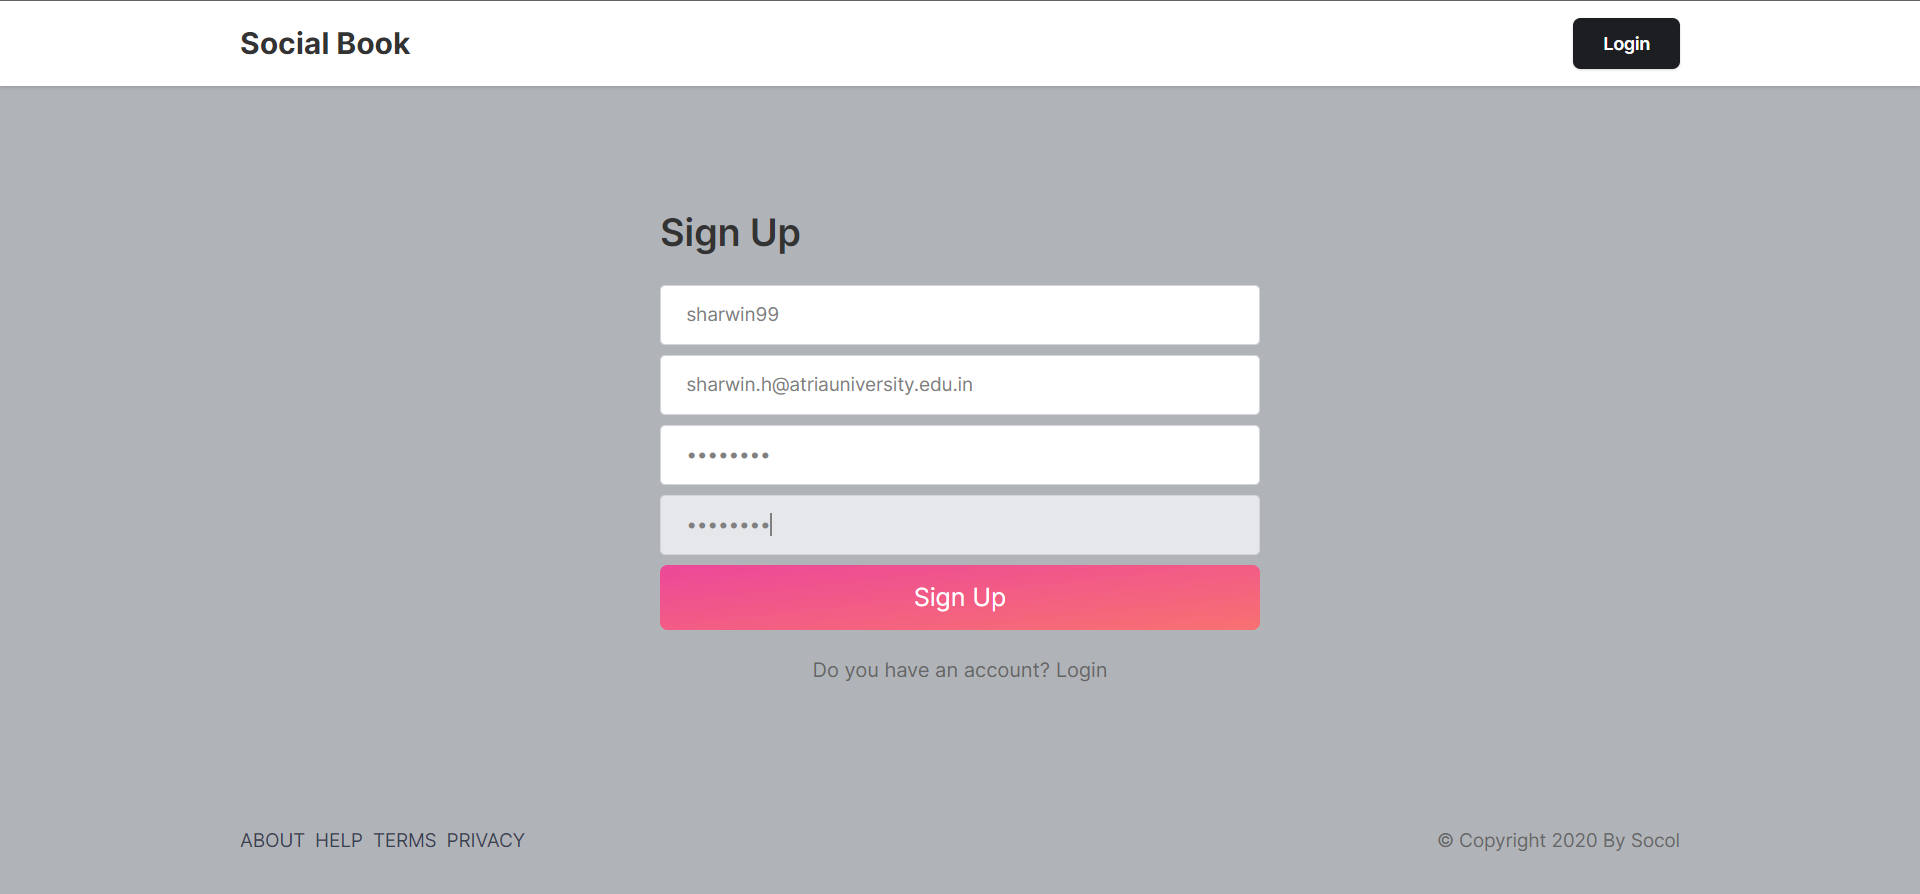 Social Book
Login
Sign Up
sharwin99
sharwin.h@atriauniversity.edu.in
••••••••
••••••••
Sign Up
Do you have an account? Login
ABOUT HELP TERMS PRIVACY
© Copyright 2020 By Socol